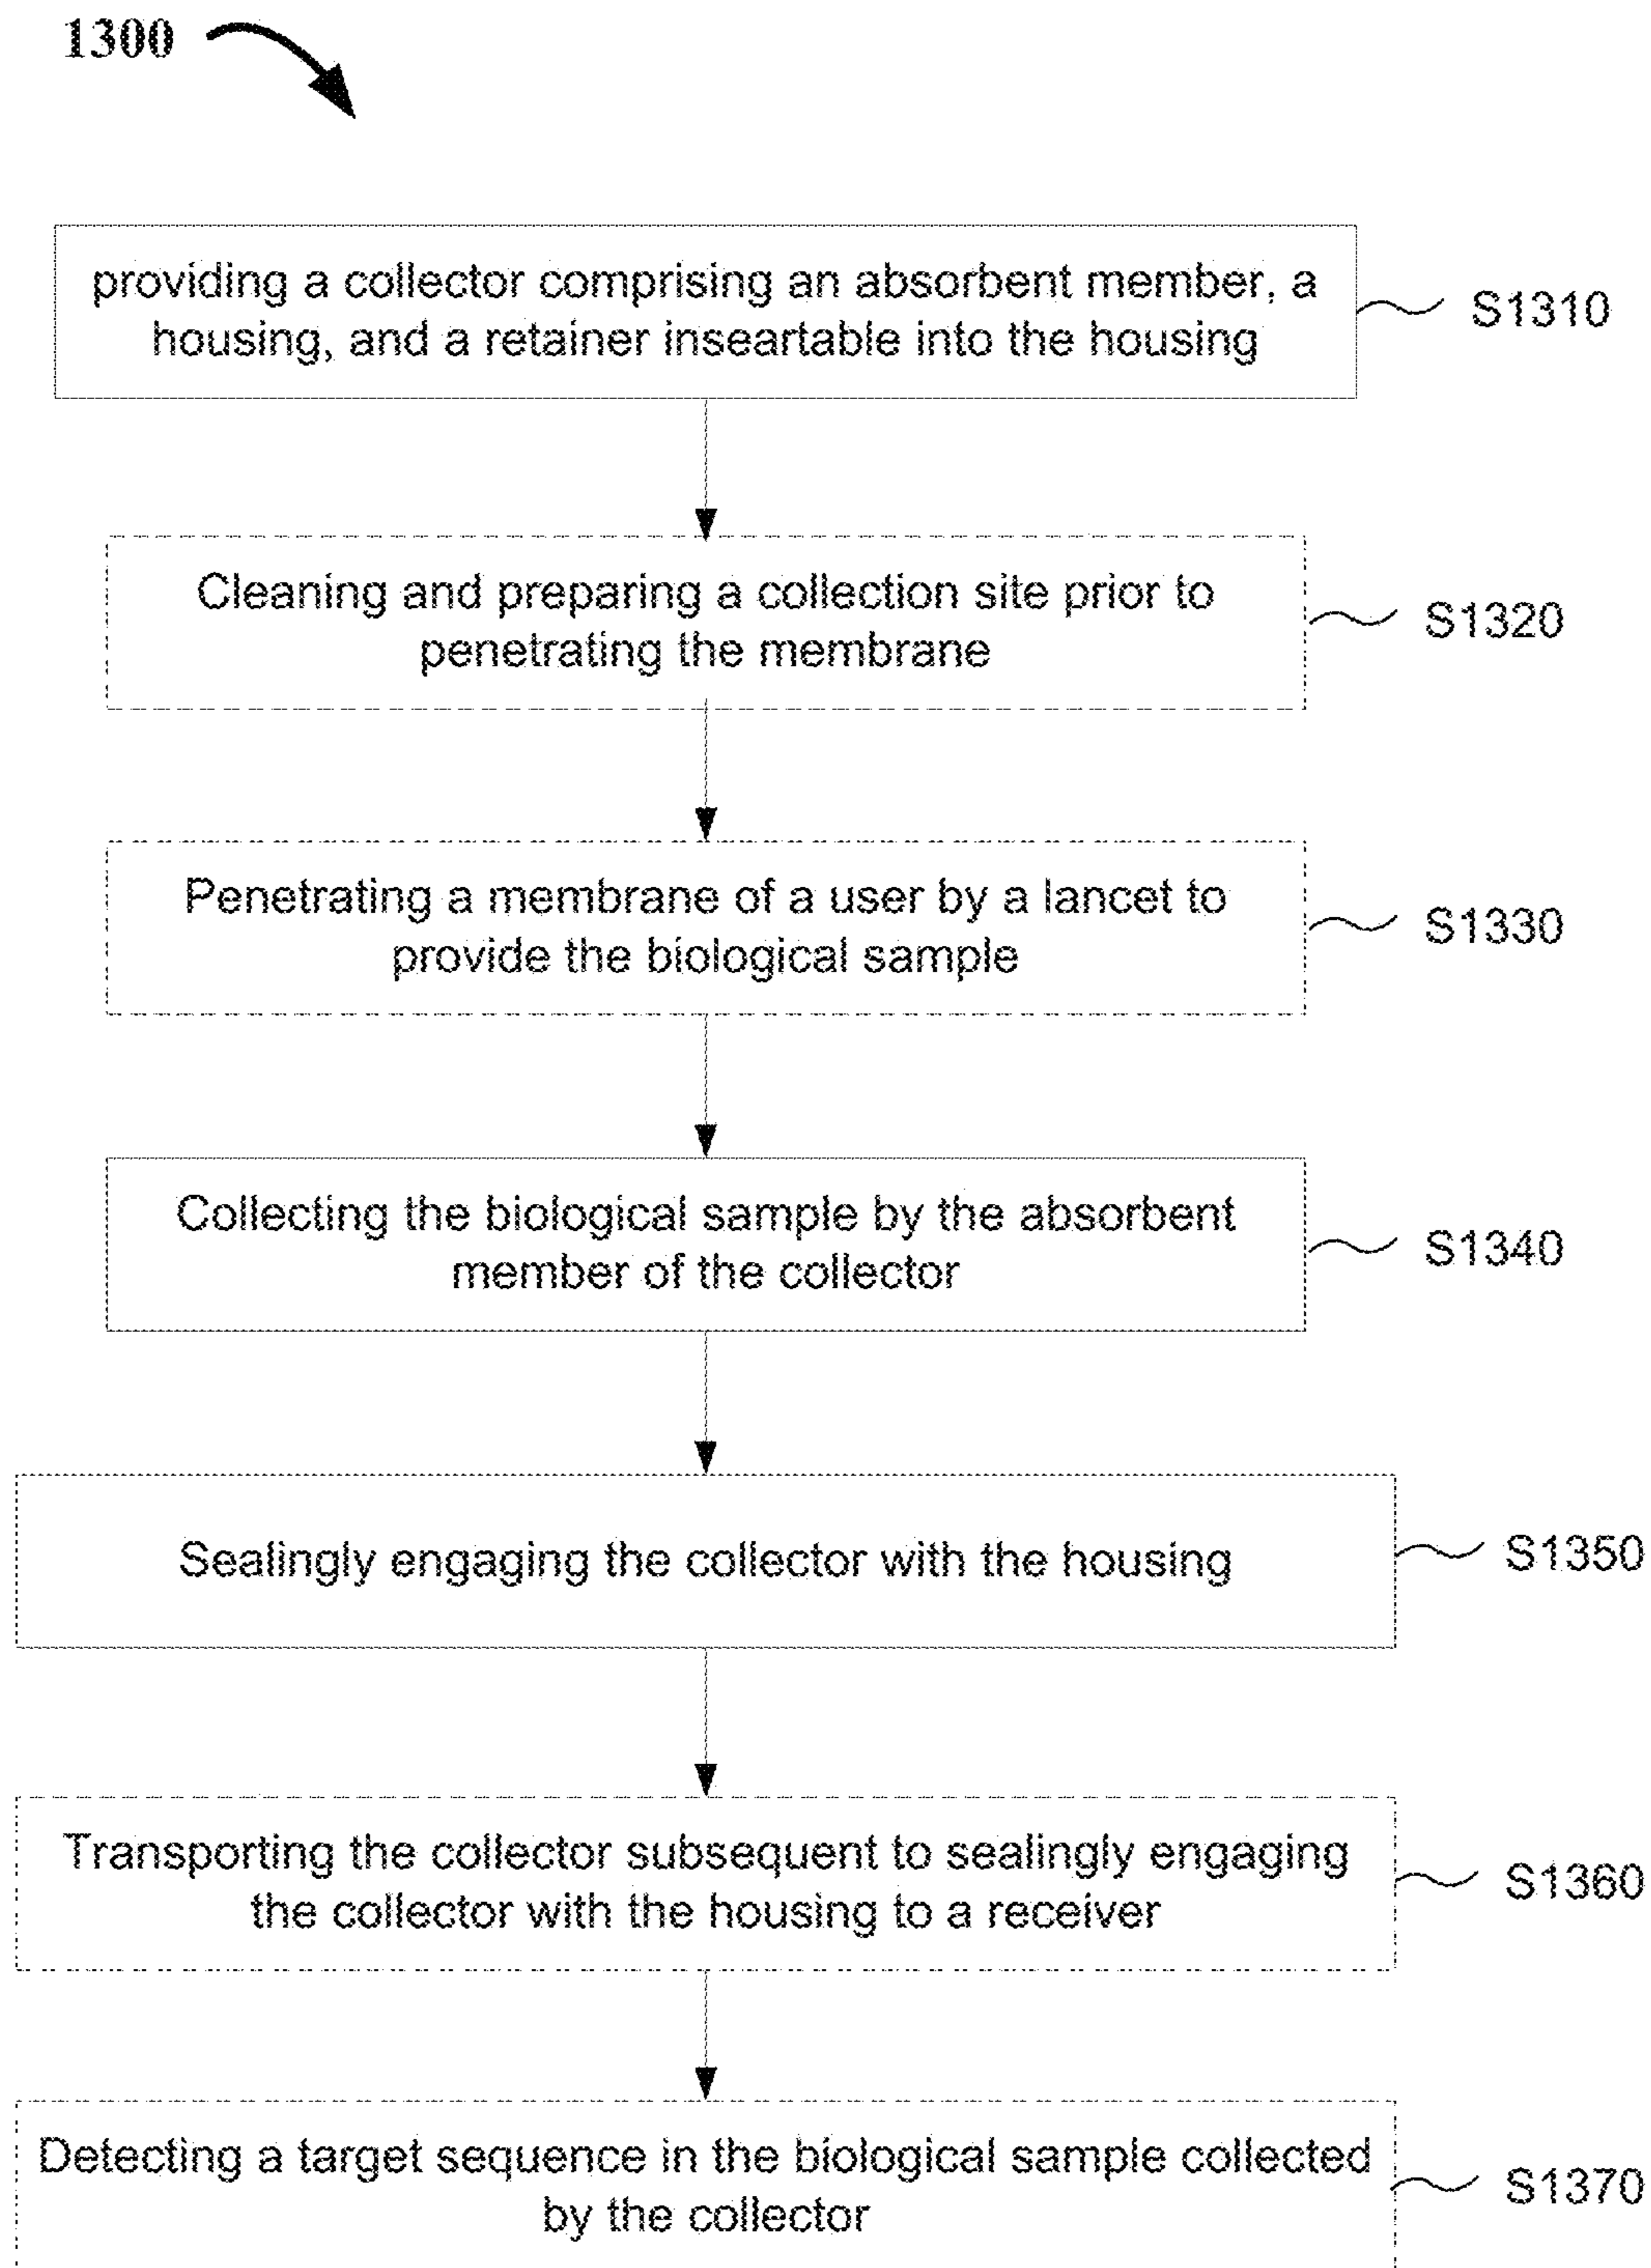 1300
providing a collector comprising an absorbent member, a
housing, and a retainer inseartable into the housing
S1310
Cleaning and preparing a collection site prior to
penetrating the membrane
S1320
Penetrating a membrane of a user by a lancet to
provide the biological sample
S1330
Collecting the biological sample by the absorbent
member of the collector
S1340
Sealingly engaging the collector with the housing
S1350
Transporting the collector subsequent to sealingly engaging
the collector with the housing to a receiver
S1360
Detecting a target sequence in the biological sample collected
by the collector
S1370